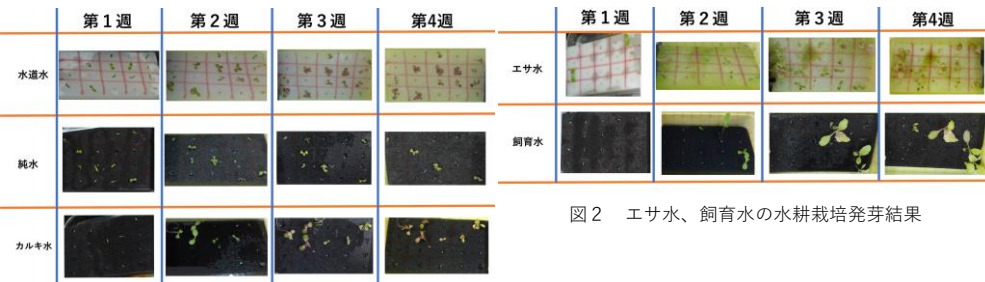 第1週 第2週 第3週 第4週
水道水
純水
カルキ水
第1週 第2週 第3週 第4週
エサ水
飼育水
図2 エサ水、飼育水の水耕栽培発芽結果